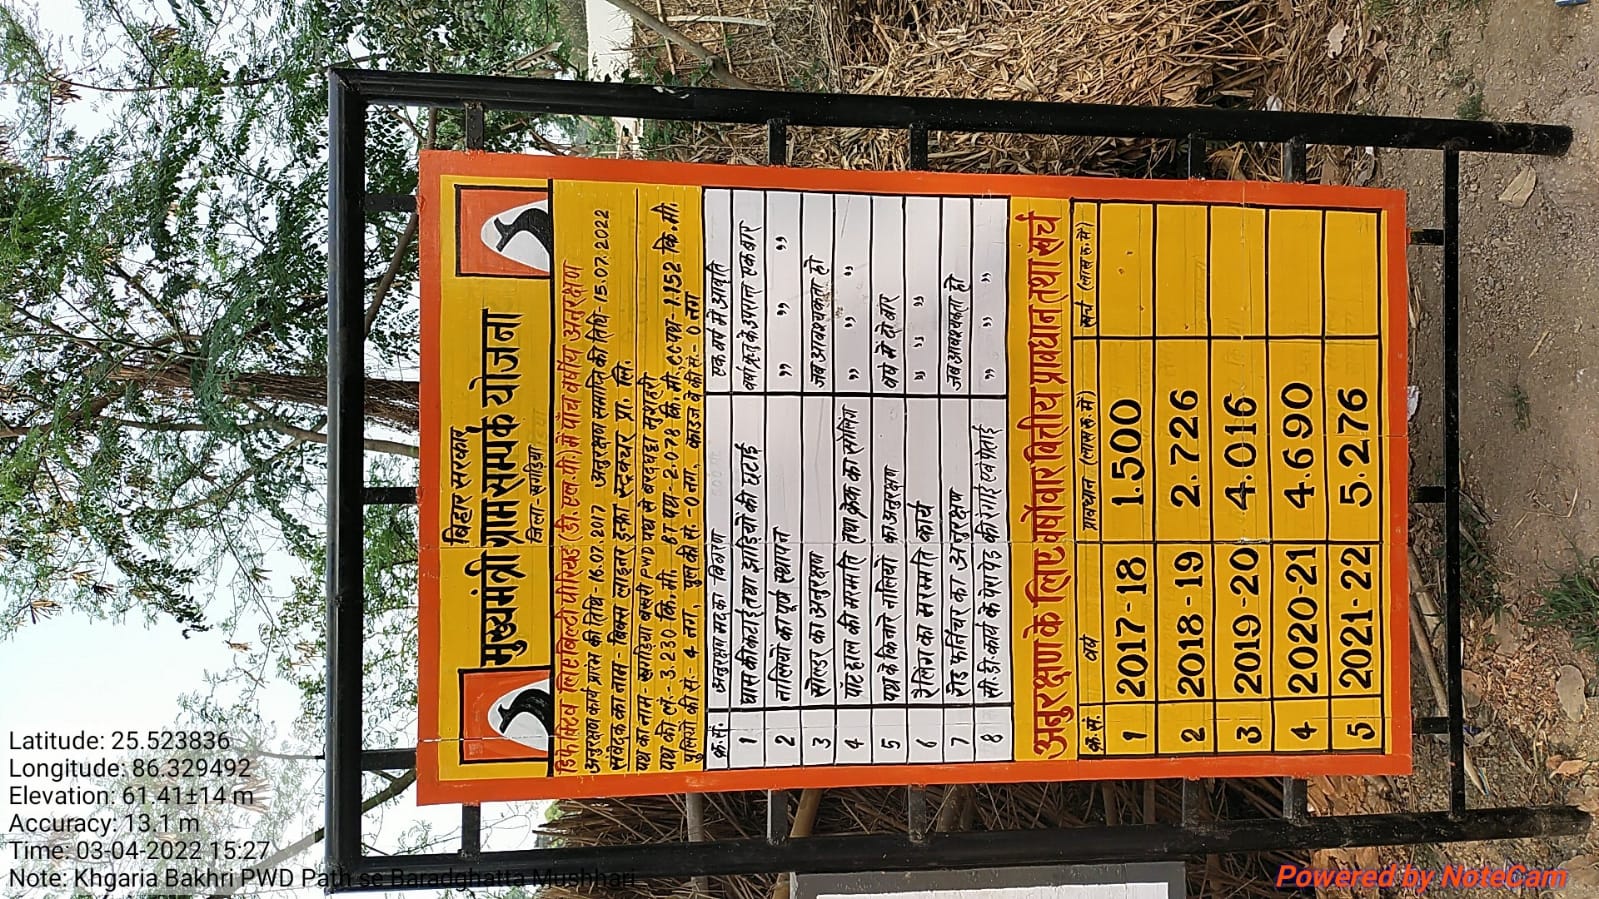 बिहार सरकार
मुख्यमंत्री ग्राम सम्पर्क योजना
जिला- खगड़िया
डिफेक्टिव लिएबिलिटी पीरियड (डी.एल.पी.) में पाँच वर्षीय अनुरक्षण
अनुरक्षण कार्य प्रारंभ की तिथि- 16.07.2017 अनुरक्षण समाप्ति की तिथि- 15.07.2022
संवेदक का नाम - ब्रिक्स लाइनर इन्फ्रा स्ट्रक्चर प्रा. लि.
पथ का नाम - खगड़िया बखरी PWD पथ से बरदघट्टा मुशहरी
पथ की लं.- 3.230 कि.मी. BT पथ- 2.078 कि.मी. CC पथ- 1.152 कि.मी.
पुलियों की सं.- 4 नग, पुल की सं.- 0 नग, कॉउज वे की सं.- 0 नग
क्र.सं. अनुरक्षण मद का विवरण एक वर्ष में आवृति
1 घास की कटाई तथा झाड़ियों की छटाई वर्षा ऋतु के उपरान्त एक बार
2 नालियों का पूर्ण स्थापना ,, ,, ,,
3 सोल्डर का अनुरक्षण जब आवश्यकता हो
4 पॉटहाल की मरम्मति तथा क्रेक का सीलिंग ,, ,, ,,
5 पथ के किनारे नालियों का अनुरक्षण वर्ष में दो बार
6 रेलिंग का मरम्मति कार्य ,, ,, ,,
7 रोड फर्निचर का अनुरक्षण जब आवश्यकता हो
8 सी.डी. कार्य के पेरापेड की रंगाई एवं पोताई ,, ,, ,,
अनुरक्षण के लिए वर्षोवार वित्तीय प्रावधान तथा खर्च
क्र.सं. वर्ष प्रावधान (लाख रु. में) खर्च (लाख रु. में)
1 2017-18 1.500
2 2018-19 2.726
3 2019-20 4.016
4 2020-21 4.690
5 2021-22 5.276
Latitude: 25.523836
Longitude: 86.329492
Elevation: 61.41±14 m
Accuracy: 13.1 m
Time: 03-04-2022 15:27
Note: Khgaria Bakhri PWD Path se Baradghatta Mushhari
Powered by NoteCam